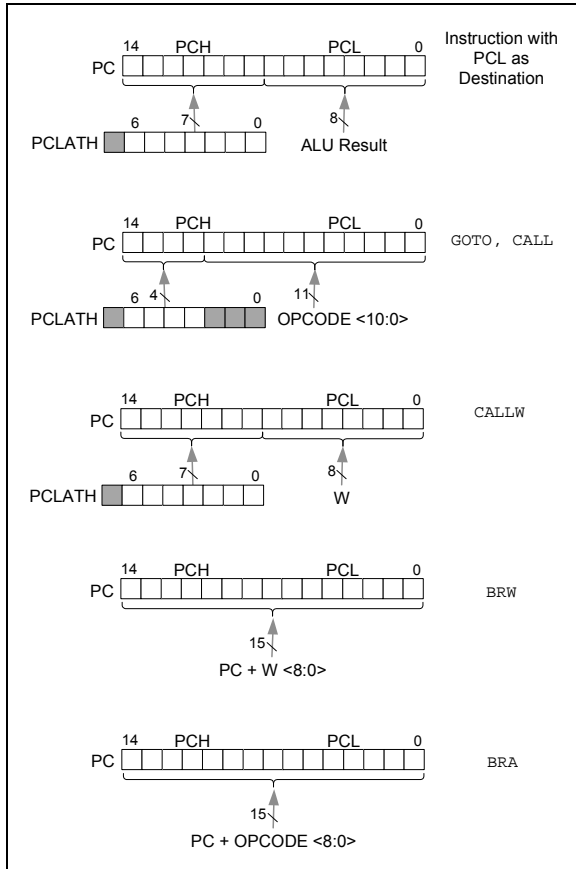 14 PCH PCL 0
PC
Instruction with
PCL as
Destination
6 7 0 8
PCLATH
ALU Result
14 PCH PCL 0
PC
GOTO, CALL
6 4 0 11
PCLATH
OPCODE <10:0>
14 PCH PCL 0
PC
CALLW
6 7 0 8
PCLATH
W
14 PCH PCL 0
PC
BRW
15
PC + W <8:0>
14 PCH PCL 0
PC
BRA
15
PC + OPCODE <8:0>